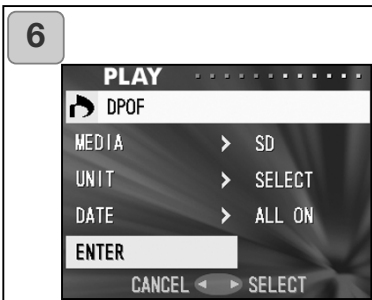 6
PLAY
DPOF
MEDIA > SD
UNIT > SELECT
DATE > ALL ON
ENTER
CANCEL ◄ ► SELECT